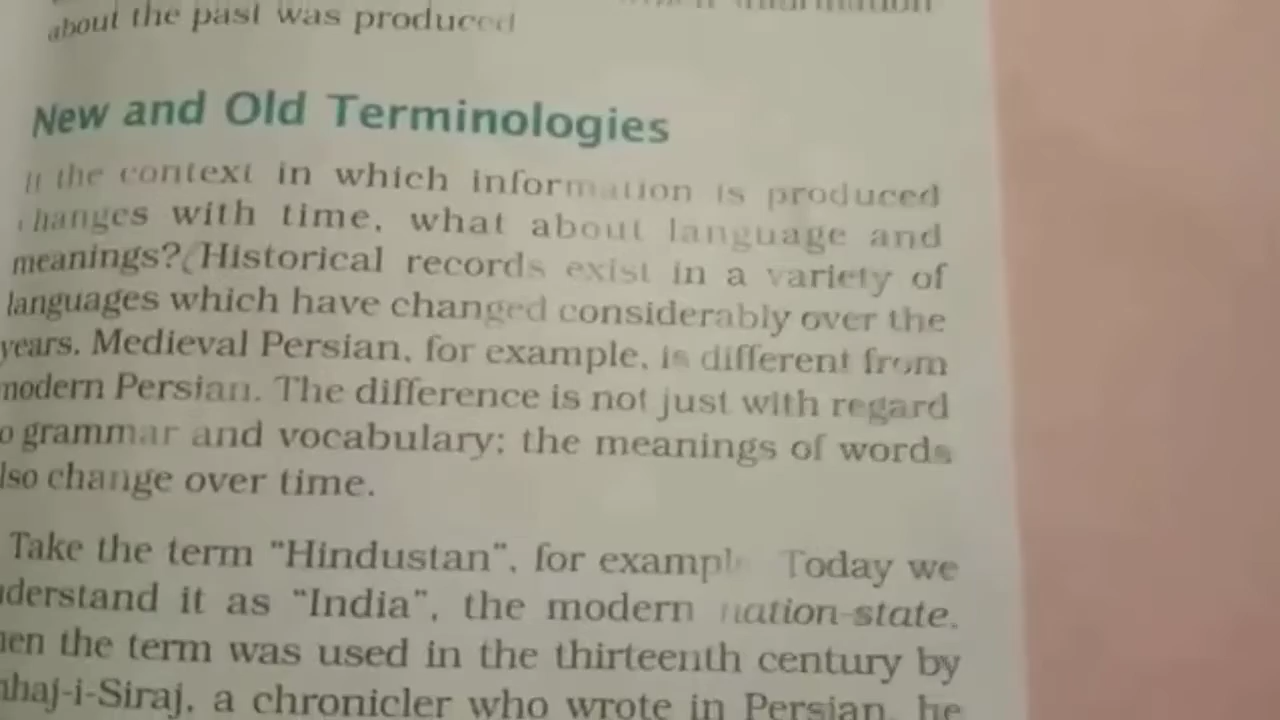 about the past was produced
New and Old Terminologies
If the context in which information is produced
changes with time, what about language and
meanings? (Historical records exist in a variety of
languages which have changed considerably over the
years. Medieval Persian, for example, is different from
modern Persian. The difference is not just with regard
o grammar and vocabulary; the meanings of words
lso change over time.
Take the term "Hindustan", for example Today we
derstand it as "India", the modern nation-state.
en the term was used in the thirteenth century by
nhaj-i-Siraj, a chronicler who wrote in Persian, he